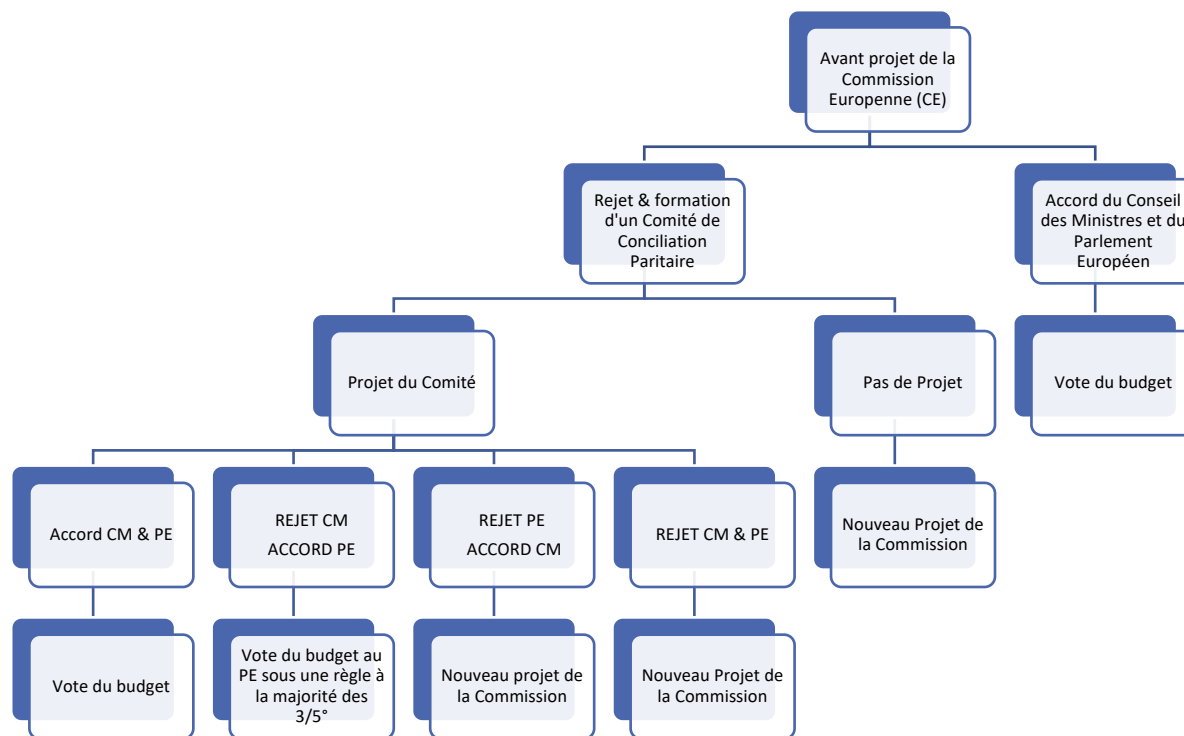 Avant projet de la
Commission
Europenne (CE)
Rejet & formation
d'un Comité de
Conciliation
Paritaire
Accord du Conseil
des Ministres et du
Parlement
Européen
Projet du Comité
Pas de Projet
Vote du budget
Accord CM & PE
REJET CM
ACCORD PE
REJET PE
ACCORD CM
REJET CM & PE
Nouveau Projet de
la Commission
Vote du budget
Vote du budget au
PE sous une règle à
la majorité des
3/5°
Nouveau projet de
la Commission
Nouveau Projet de
la Commission